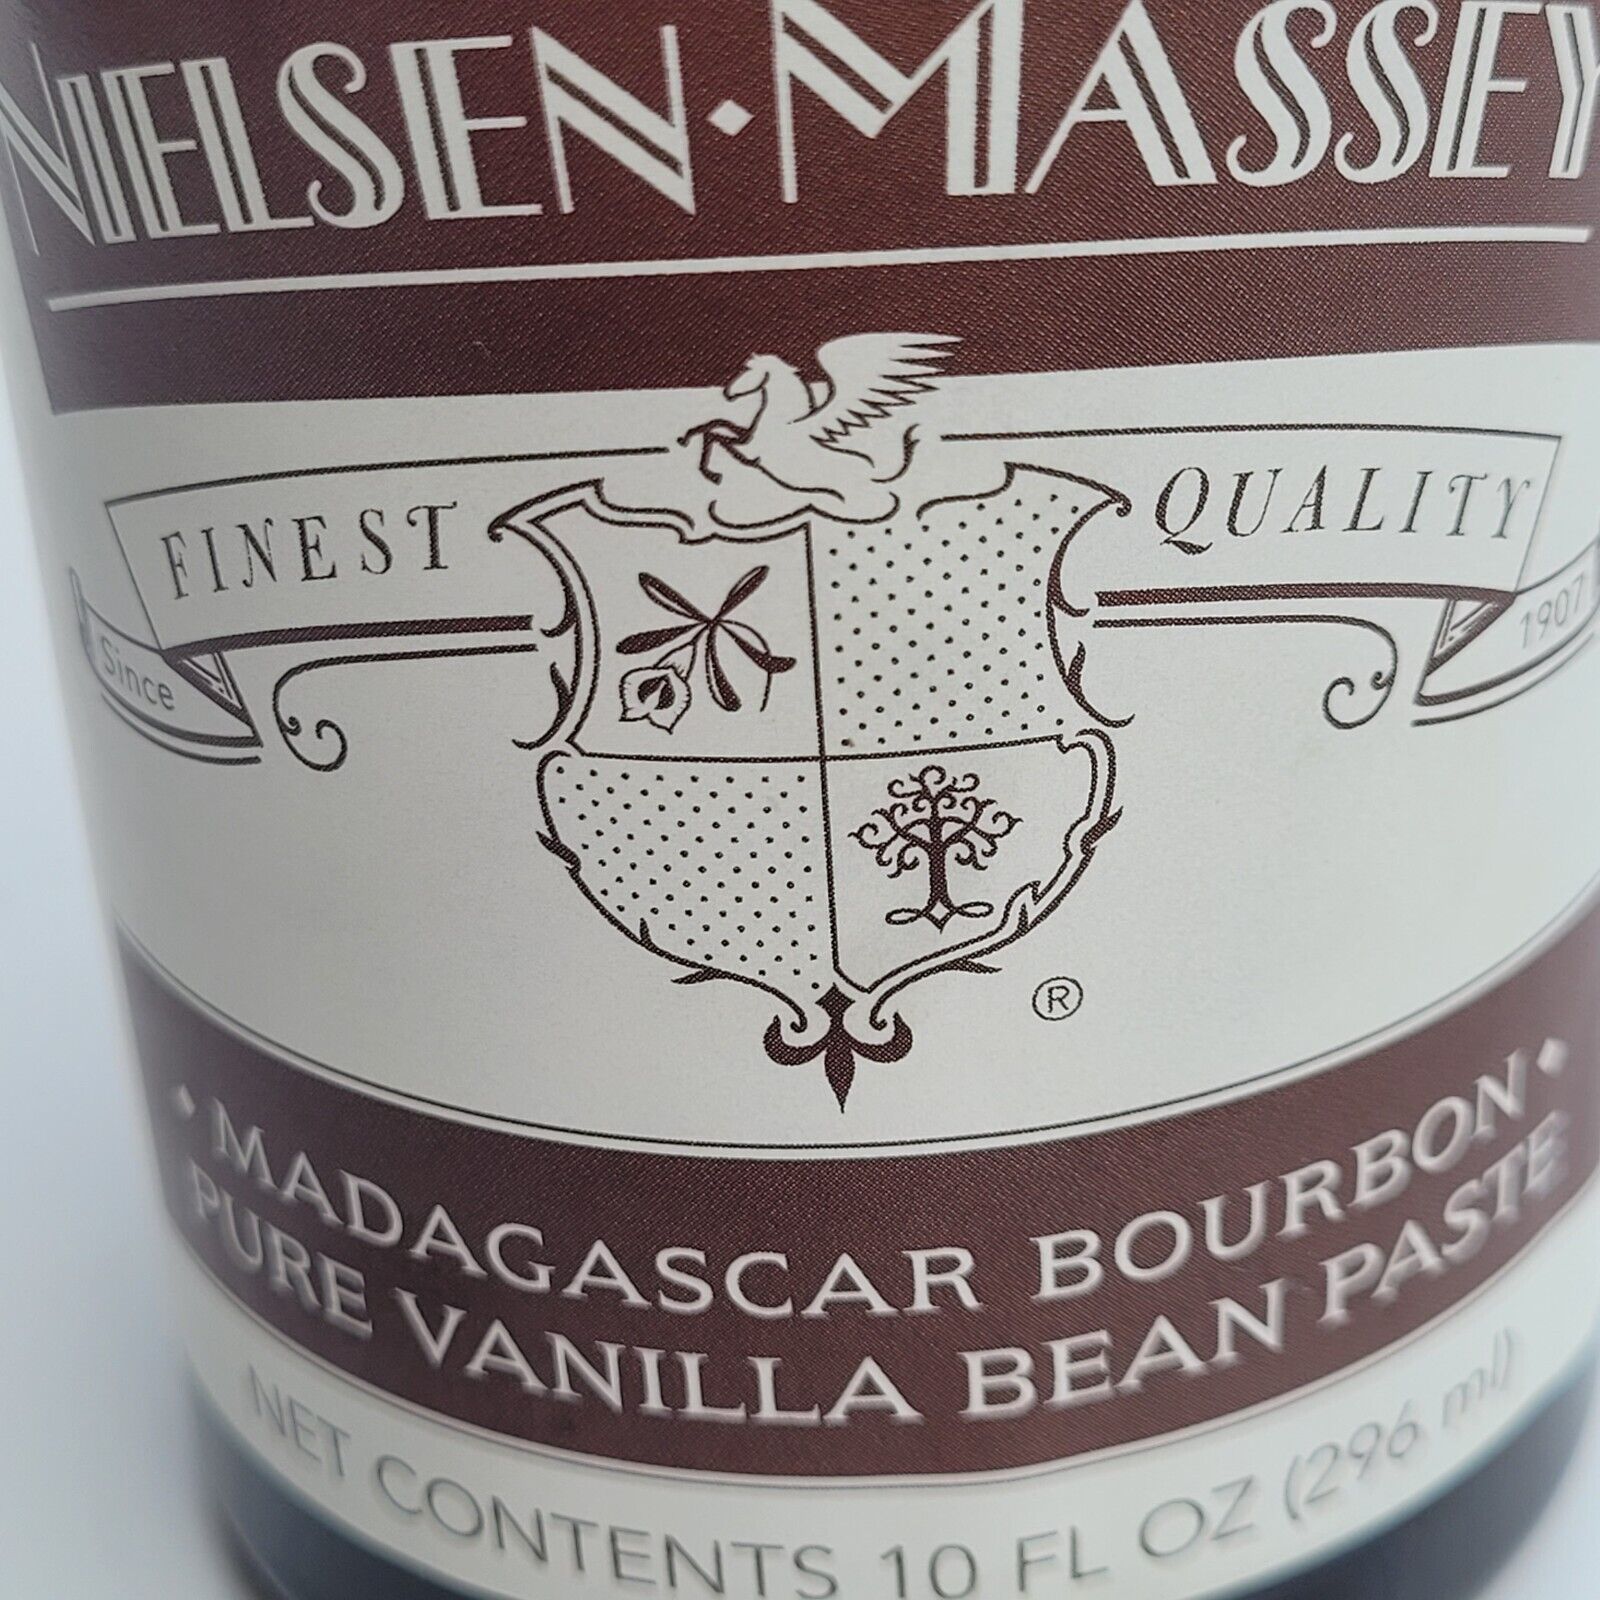 NIELSEN·MASSEY
FINEST QUALITY
Since 1907
®
· MADAGASCAR BOURBON ·
PURE VANILLA BEAN PASTE
NET CONTENTS 10 FL OZ (296 ml)